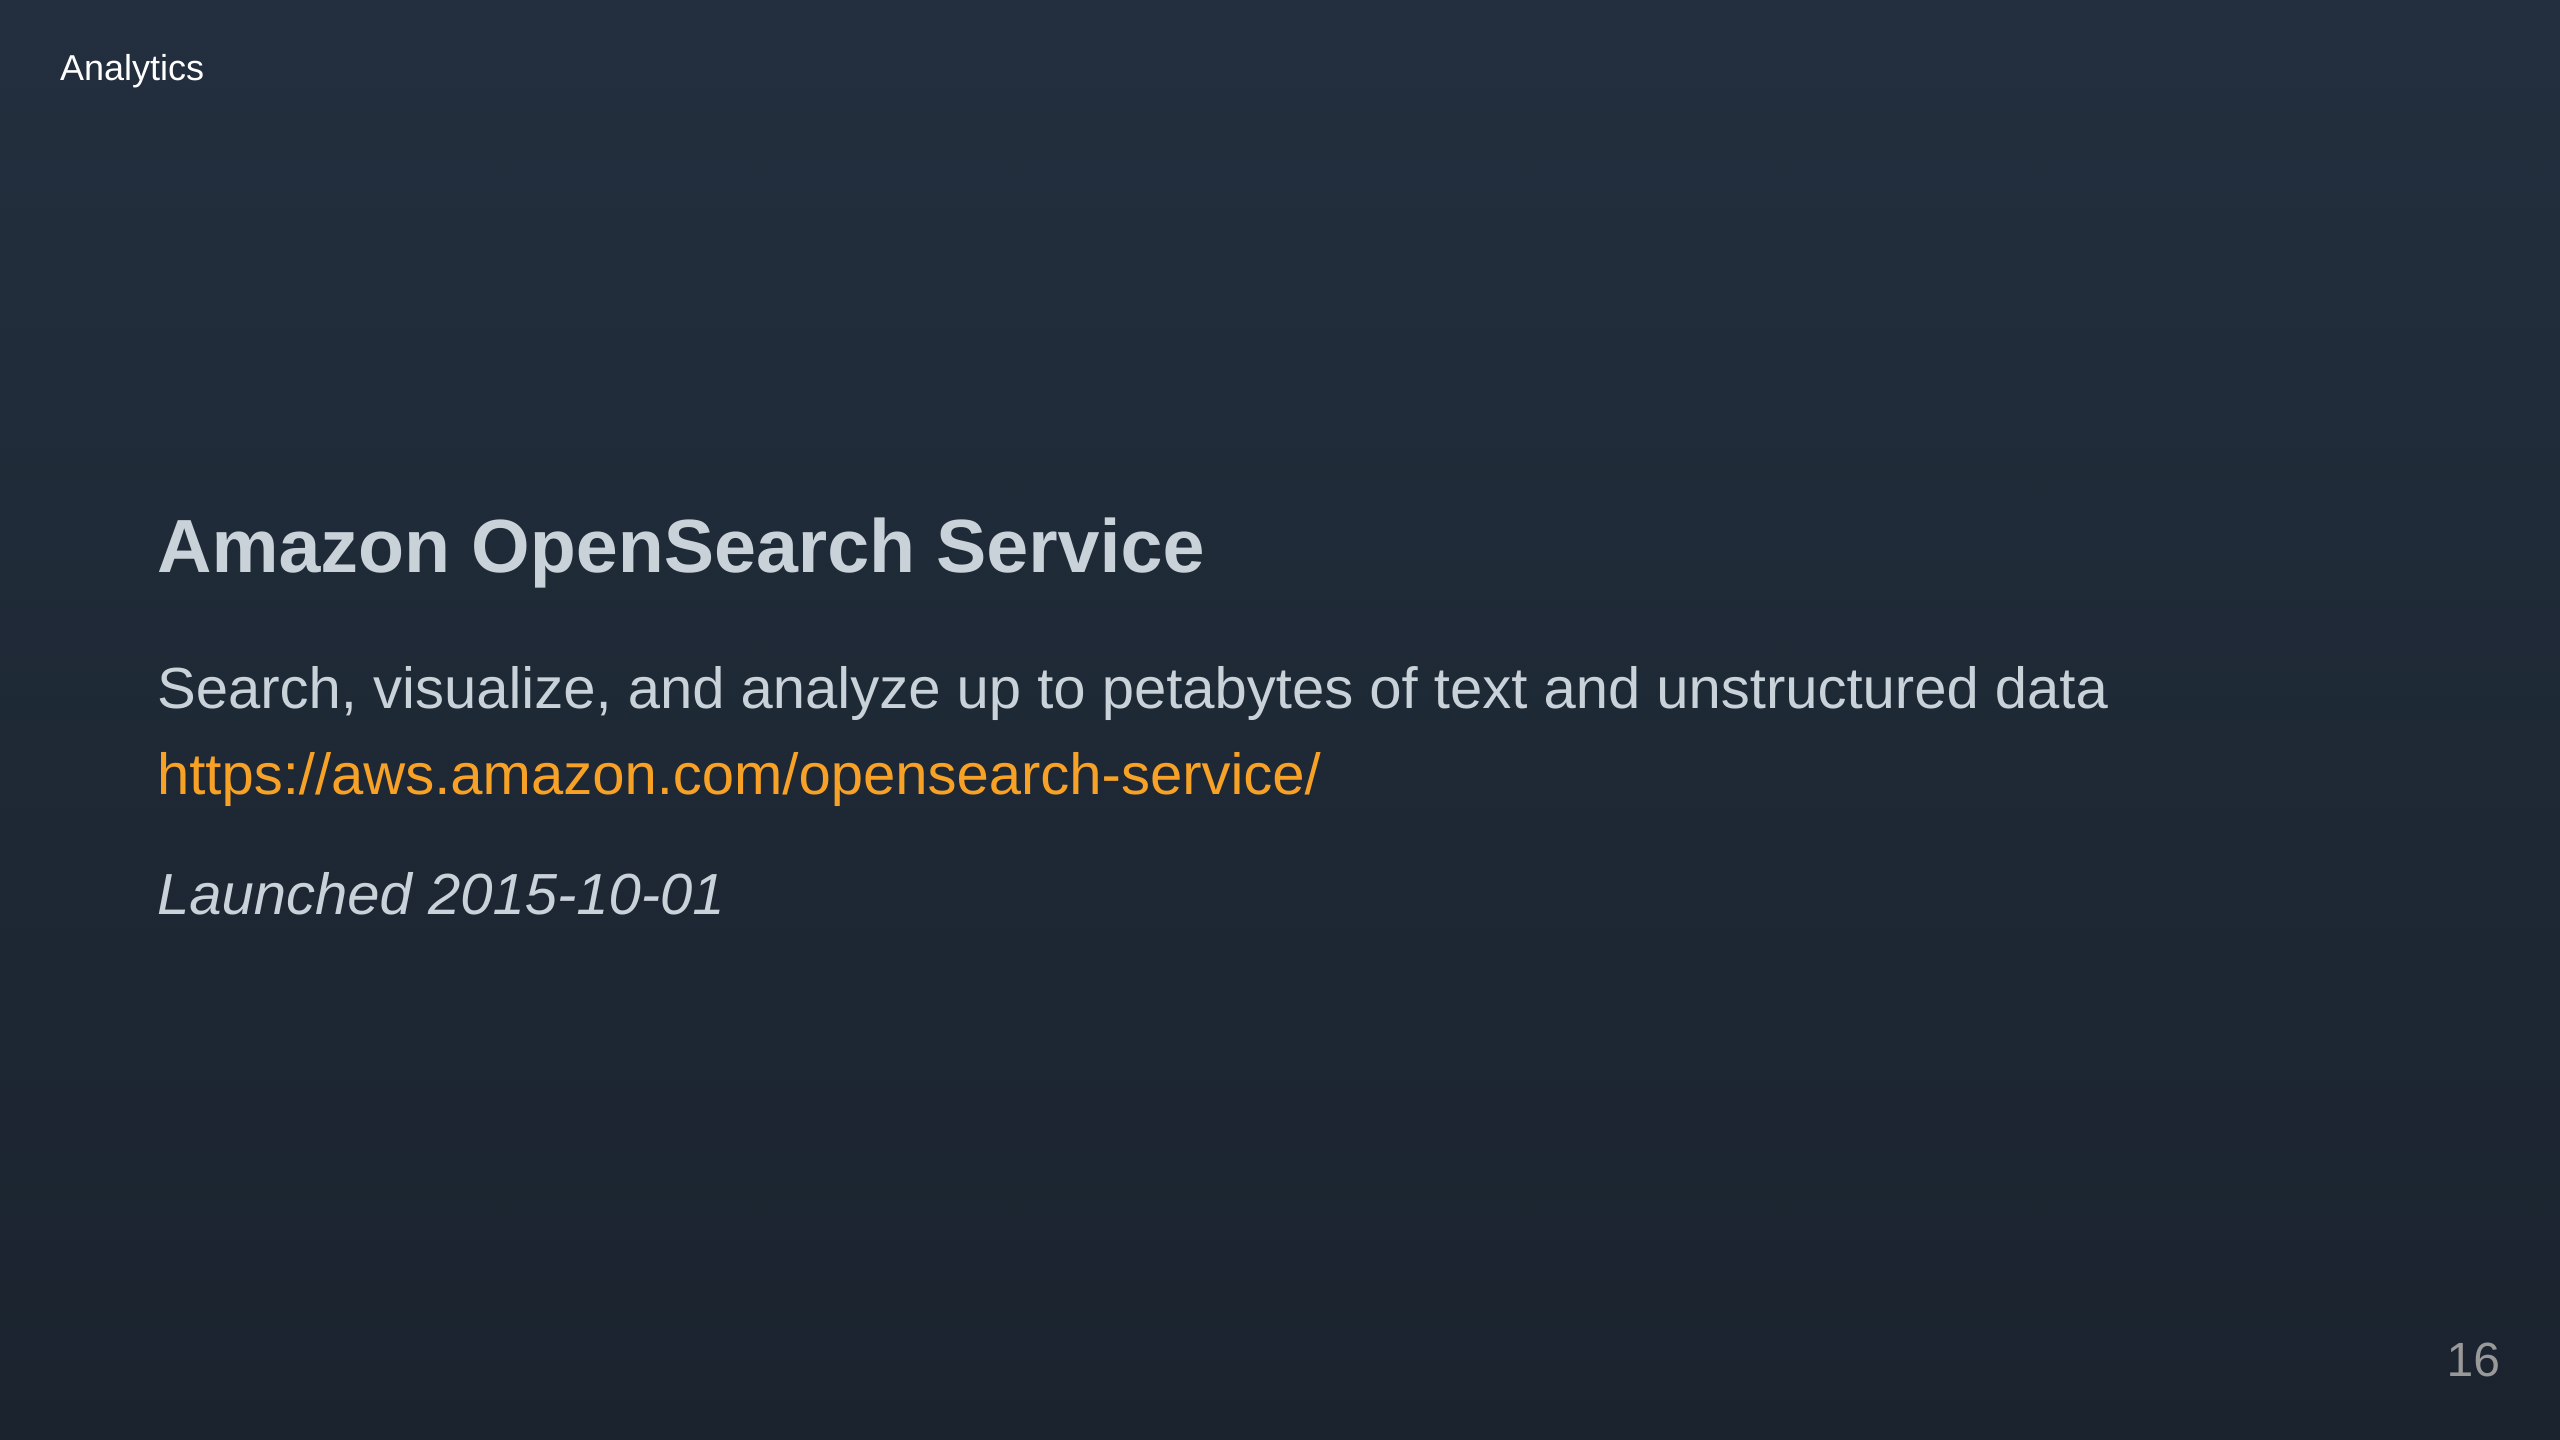 Analytics
Amazon OpenSearch Service
Search, visualize, and analyze up to petabytes of text and unstructured data
https://aws.amazon.com/opensearch-service/
Launched 2015-10-01
16